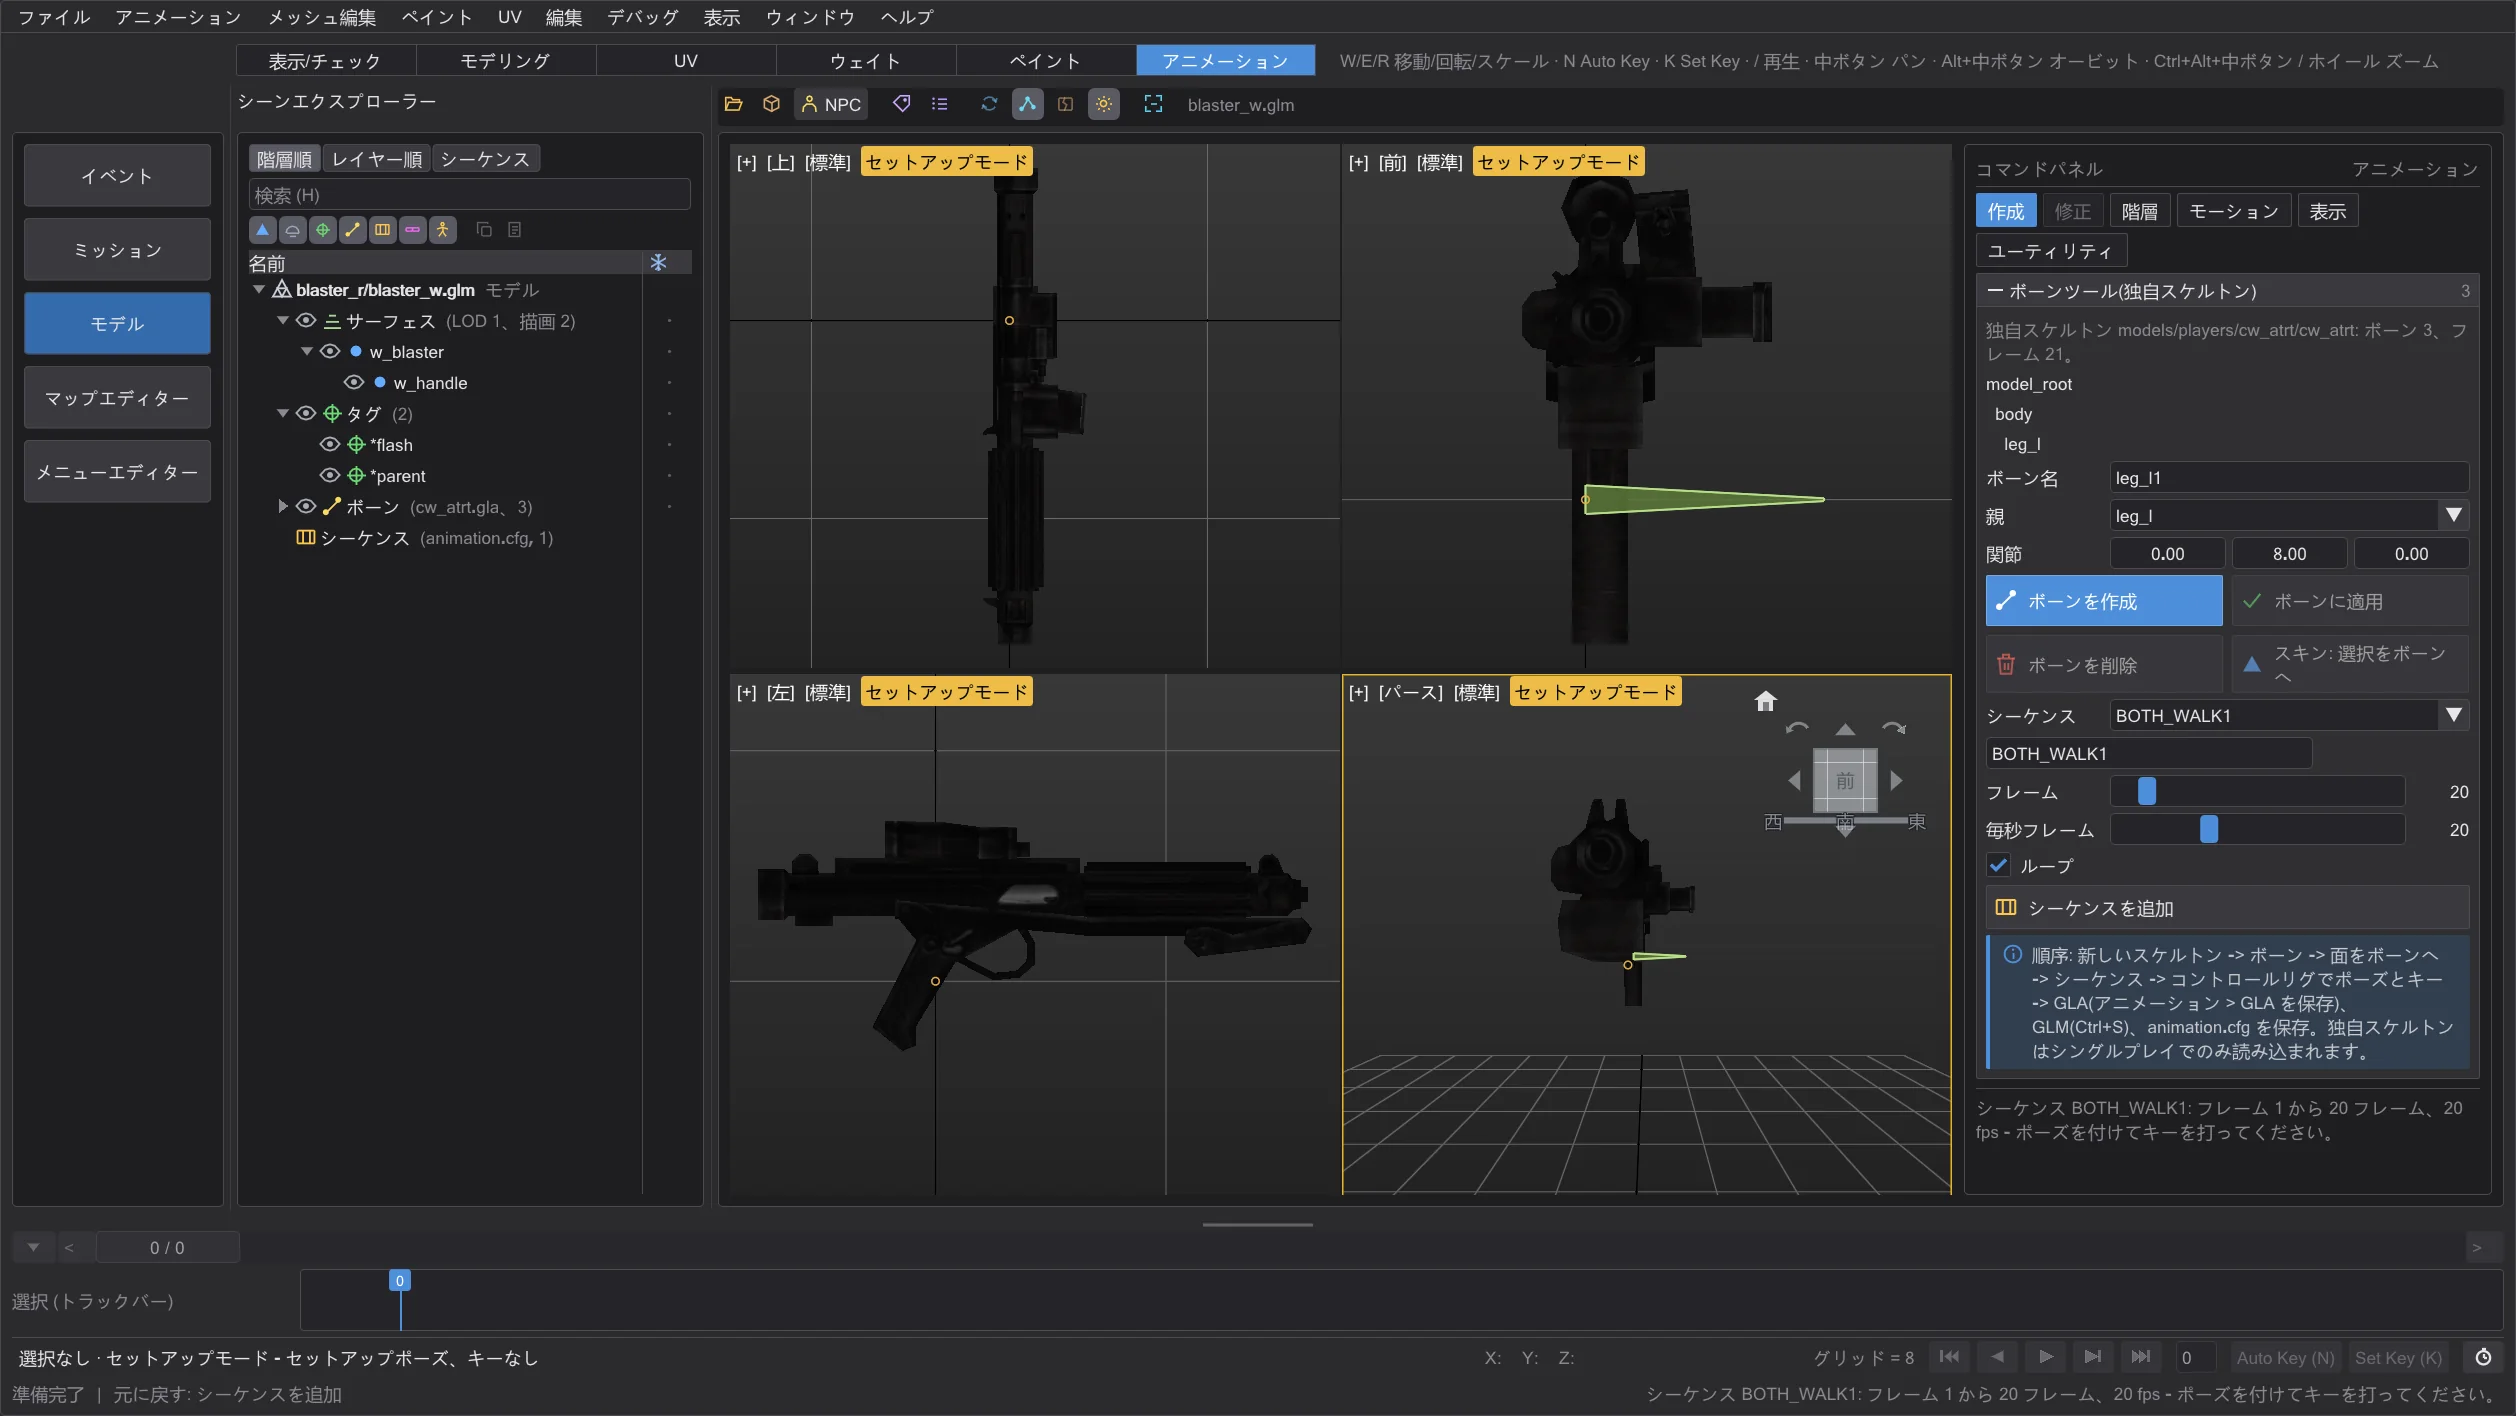 ファイル アニメーション メッシュ編集 ペイント UV 編集 デバッグ 表示 ウィンドウ ヘルプ
表示/チェック モデリング UV ウェイト ペイント アニメーション W/E/R 移動/回転/スケール · N Auto Key · K Set Key · / 再生 · 中ボタン パン · Alt+中ボタン オービット · Ctrl+Alt+中ボタン / ホイール ズーム
シーンエクスプローラー
NPC blaster_w.glm
イベント
ミッション
モデル
マップエディター
メニューエディター
階層順 レイヤー順 シーケンス
検索 (H)
名前
blaster_r/blaster_w.glm モデル
サーフェス (LOD 1、描画 2)
w_blaster
w_handle
タグ (2)
*flash
*parent
ボーン (cw_atrt.gla、3)
シーケンス (animation.cfg, 1)
[+] [上] [標準] セットアップモード
[+] [前] [標準] セットアップモード
[+] [左] [標準] セットアップモード
[+] [パース] [標準] セットアップモード
前
西 南 東
コマンドパネル アニメーション
作成 修正 階層 モーション 表示
ユーティリティ
ボーンツール(独自スケルトン) 3
独自スケルトン models/players/cw_atrt/cw_atrt: ボーン 3、フ
レーム 21。
model_root
body
leg_l
ボーン名 leg_l1
親 leg_l
関節 0.00 8.00 0.00
ボーンを作成 ボーンに適用
ボーンを削除 スキン: 選択をボーン
へ
シーケンス BOTH_WALK1
BOTH_WALK1
フレーム 20
毎秒フレーム 20
ループ
シーケンスを追加
順序: 新しいスケルトン -> ボーン -> 面をボーンへ
-> シーケンス -> コントロールリグでポーズとキー
-> GLA(アニメーション > GLA を保存)、
GLM(Ctrl+S)、animation.cfg を保存。独自スケルトン
はシングルプレイでのみ読み込まれます。
シーケンス BOTH_WALK1: フレーム 1 から 20 フレーム、20
fps - ポーズを付けてキーを打ってください。
< 0 / 0 >
選択 (トラックバー) 0
選択なし · セットアップモード - セットアップポーズ、キーなし X: Y: Z: グリッド = 8 0 Auto Key (N) Set Key (K)
準備完了 | 元に戻す: シーケンスを追加 シーケンス BOTH_WALK1: フレーム 1 から 20 フレーム、20 fps - ポーズを付けてキーを打ってください。